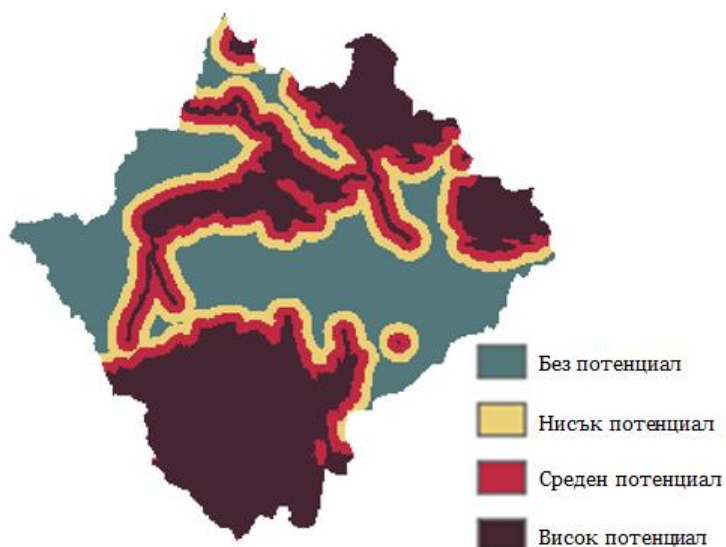 Без потенциал
Нисък потенциал
Среден потенциал
Висок потенциал